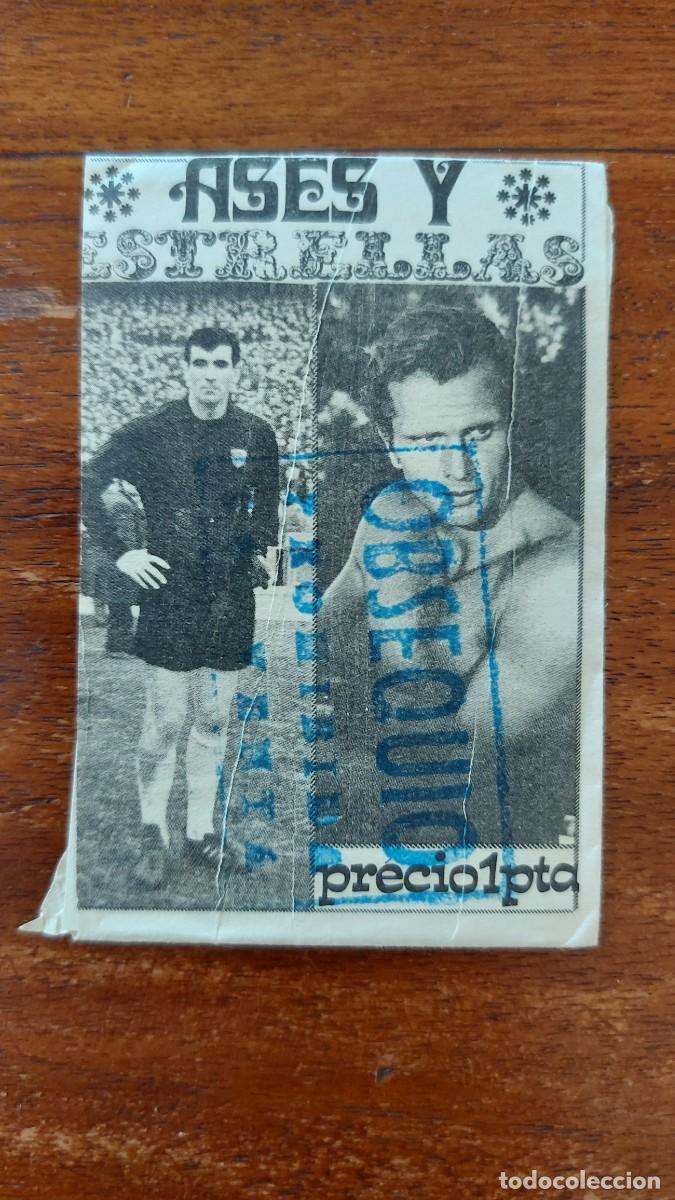 ASES Y
ESTRELLAS
OBSEQUIO
PROHIBIDA
VENTA
precio1pta
todocoleccion